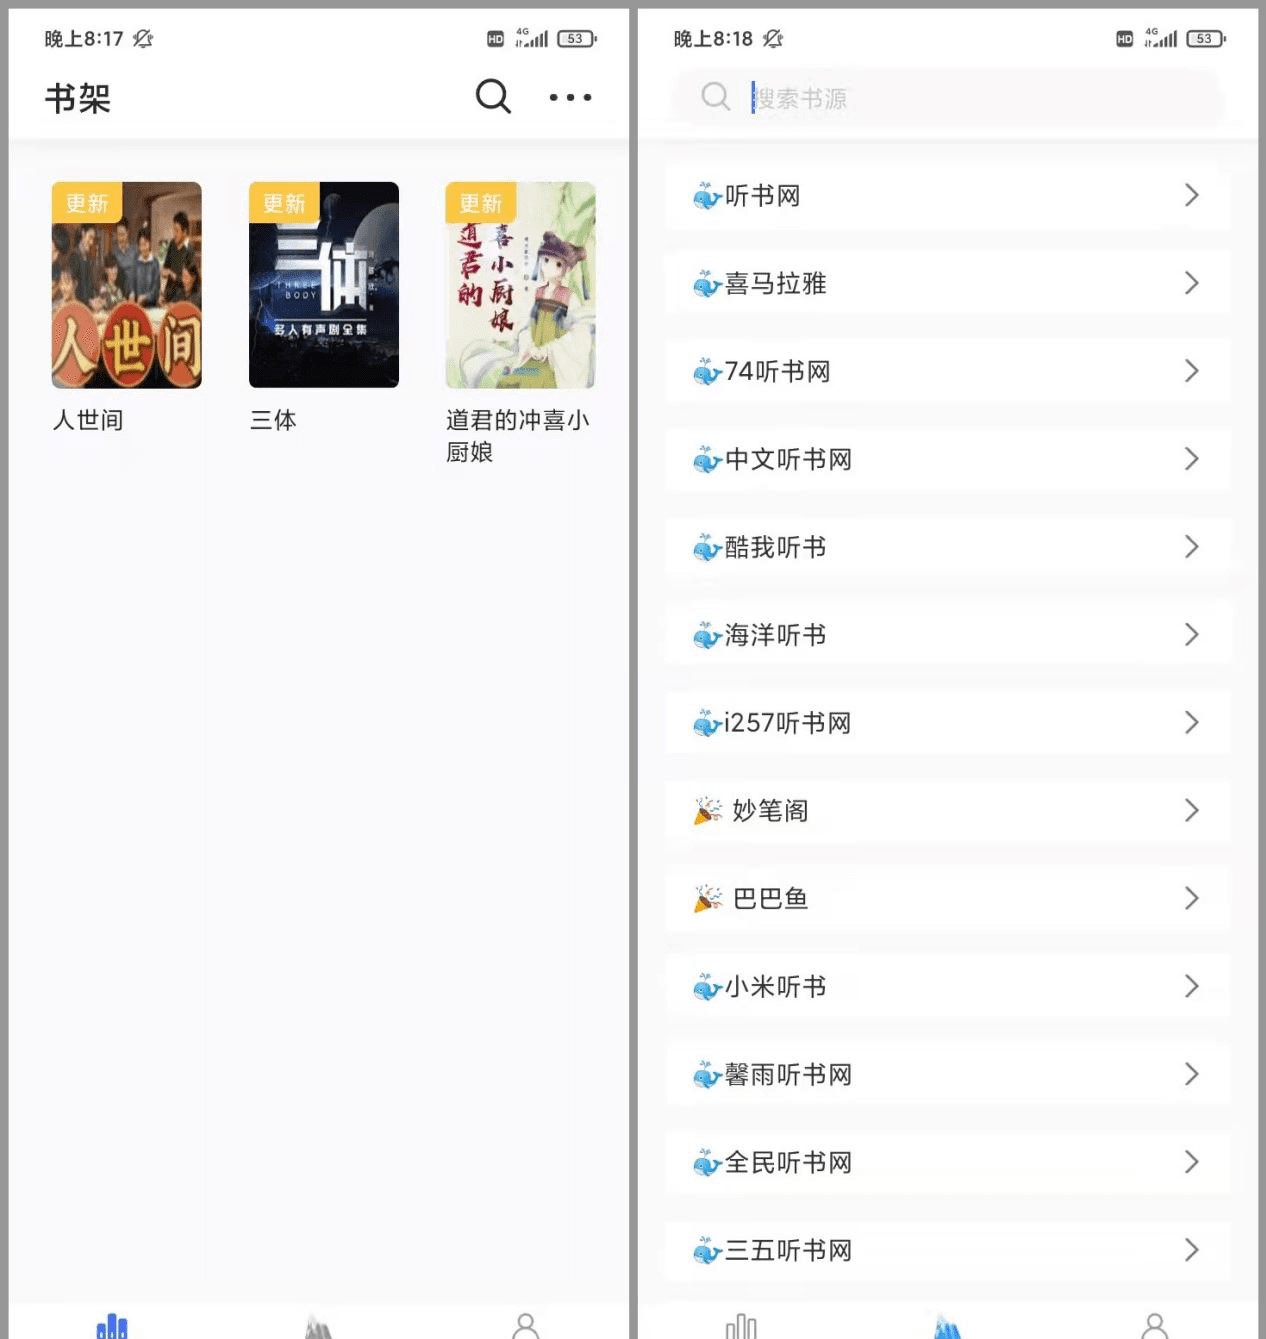 晚上8:17
HD
4G
53
书架
更新
人世间
人世间
更新
三体
THREE
BODY
多人有声剧全集
三体
更新
道君的
喜小厨娘
道君的冲喜小
厨娘
晚上8:18
HD
4G
53
搜索书源
听书网
喜马拉雅
74听书网
中文听书网
酷我听书
海洋听书
i257听书网
妙笔阁
巴巴鱼
小米听书
馨雨听书网
全民听书网
三五听书网